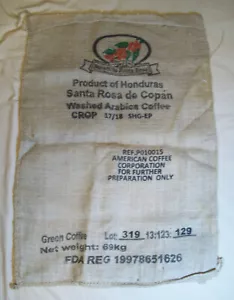 Product of Honduras
Santa Rosa de Copán
Washed Arabica Coffee
CROP 17/18 SHG-EP
REF.P010015
AMERICAN COFFEE
CORPORATION
FOR FURTHER
PREPARATION ONLY
Green Coffee Lot 319 13:123: 129
Net weight: 69kg
FDA REG 19978651626